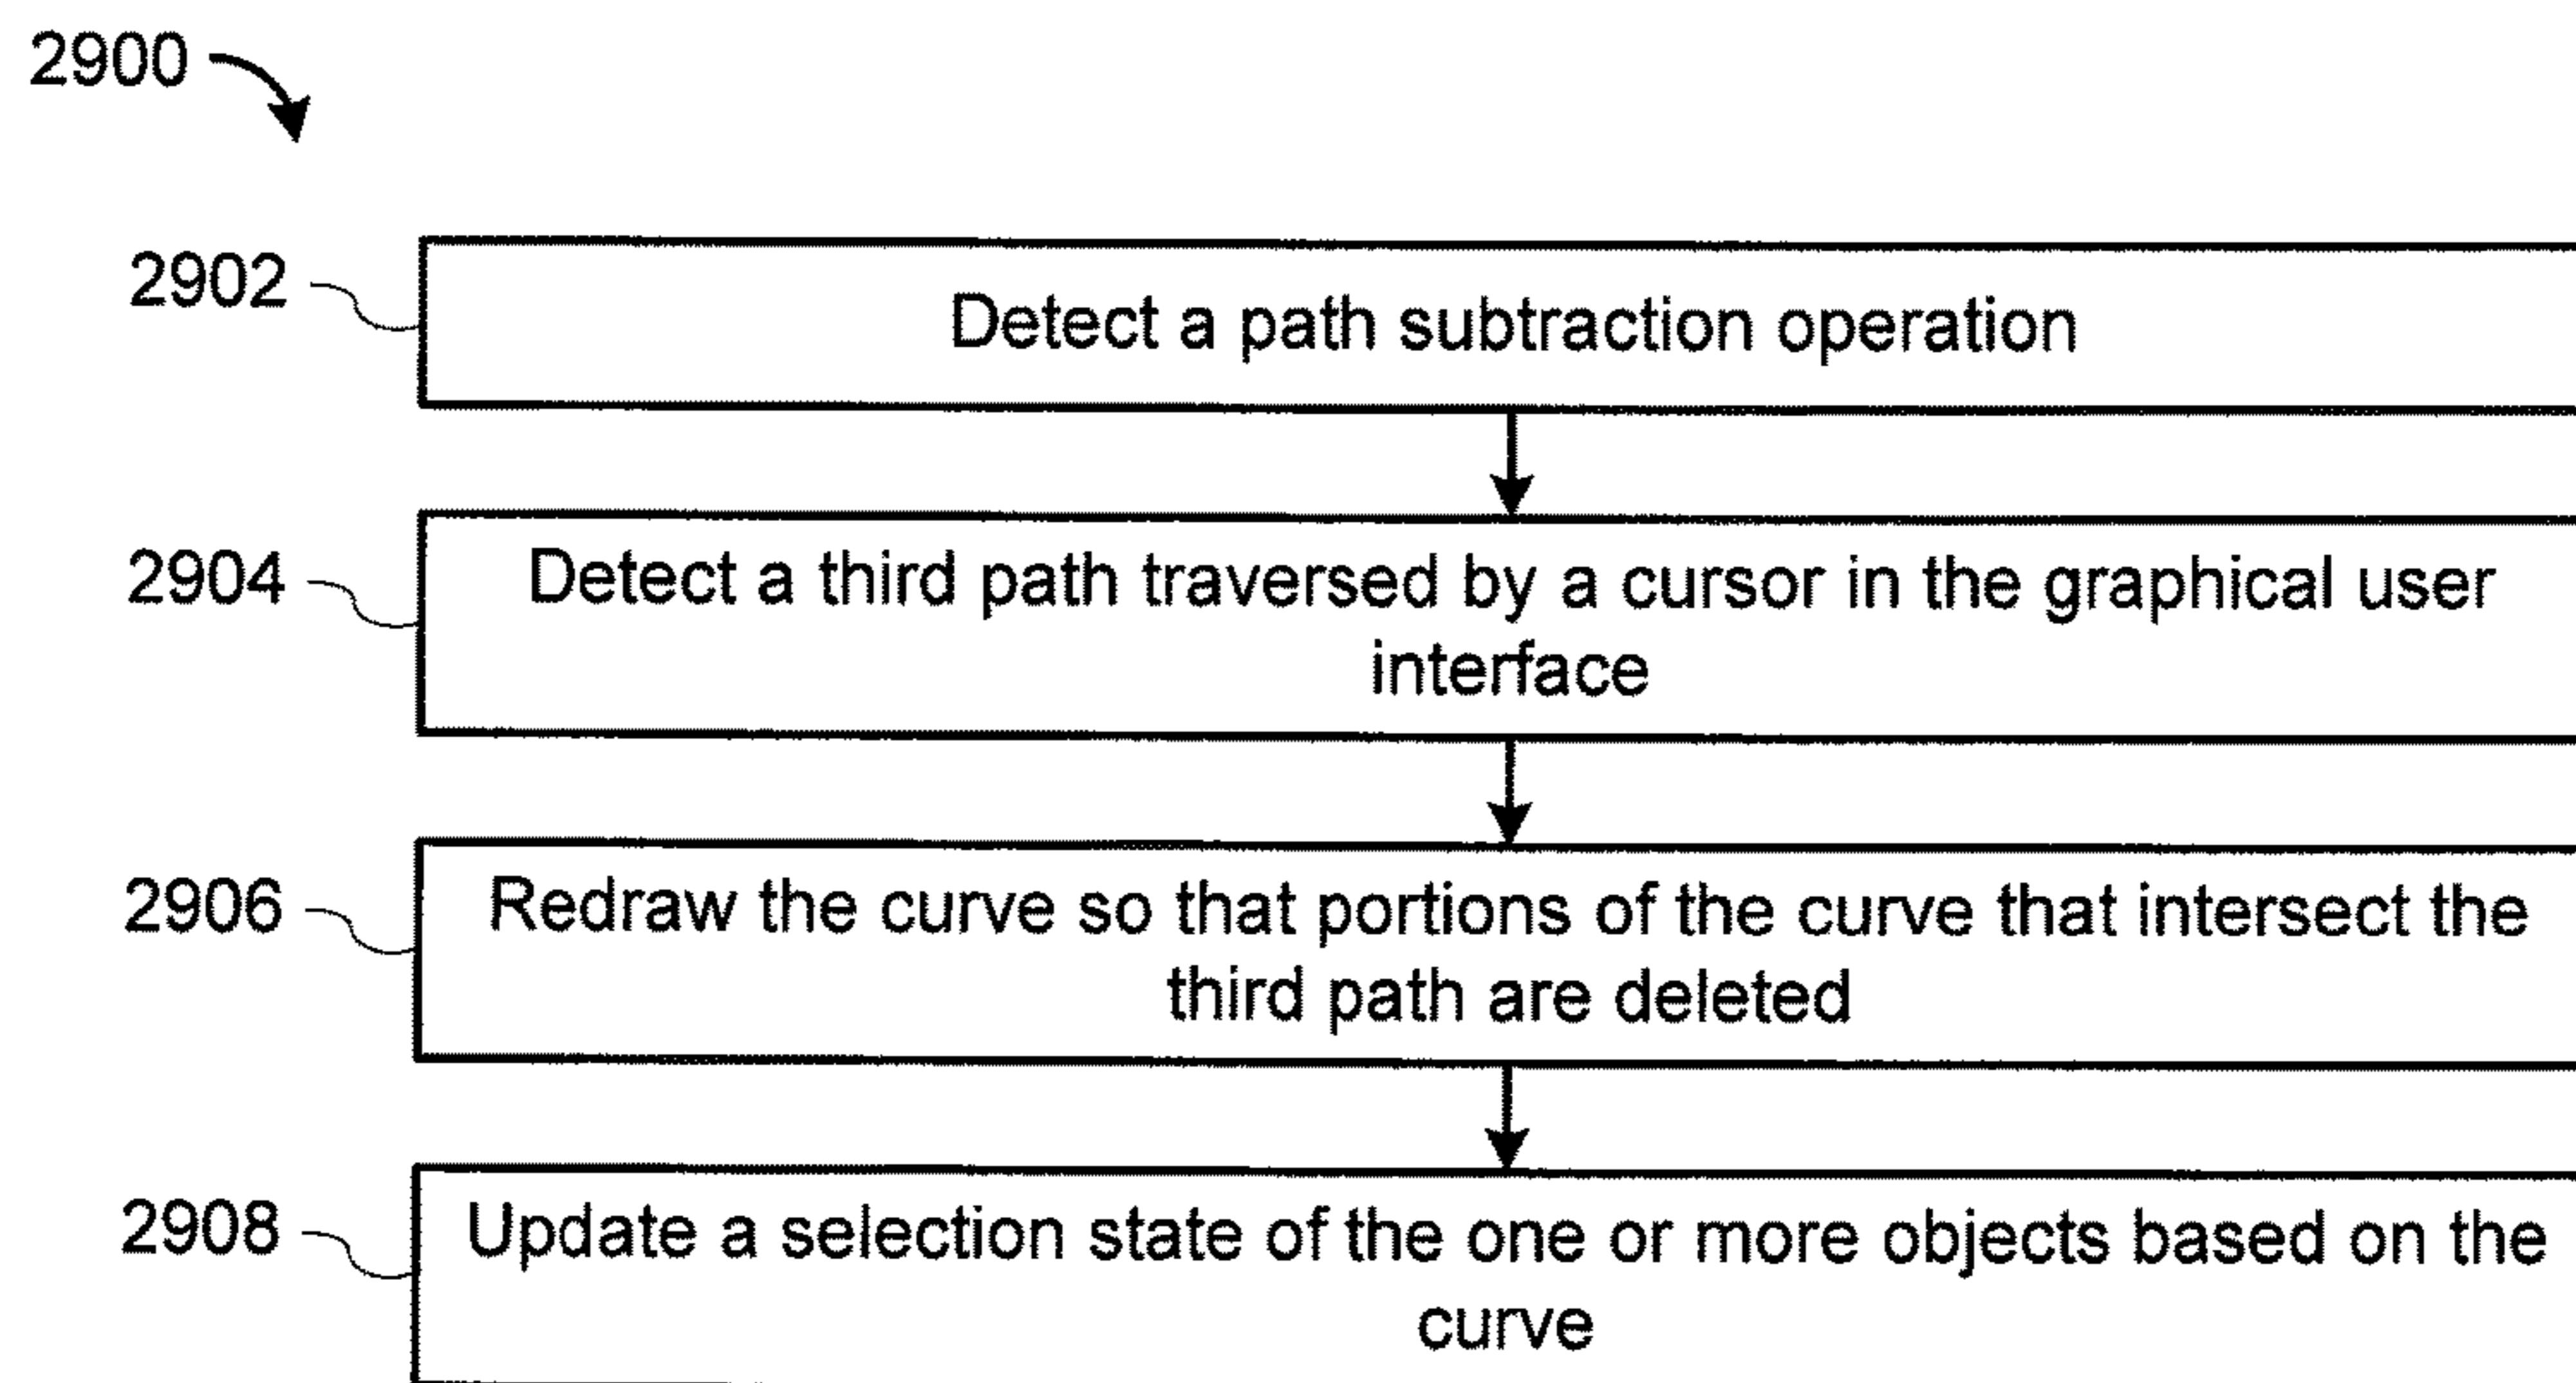 2900
2902
Detect a path subtraction operation
2904
Detect a third path traversed by a cursor in the graphical user
interface
2906
Redraw the curve so that portions of the curve that intersect the
third path are deleted
2908
Update a selection state of the one or more objects based on the
curve